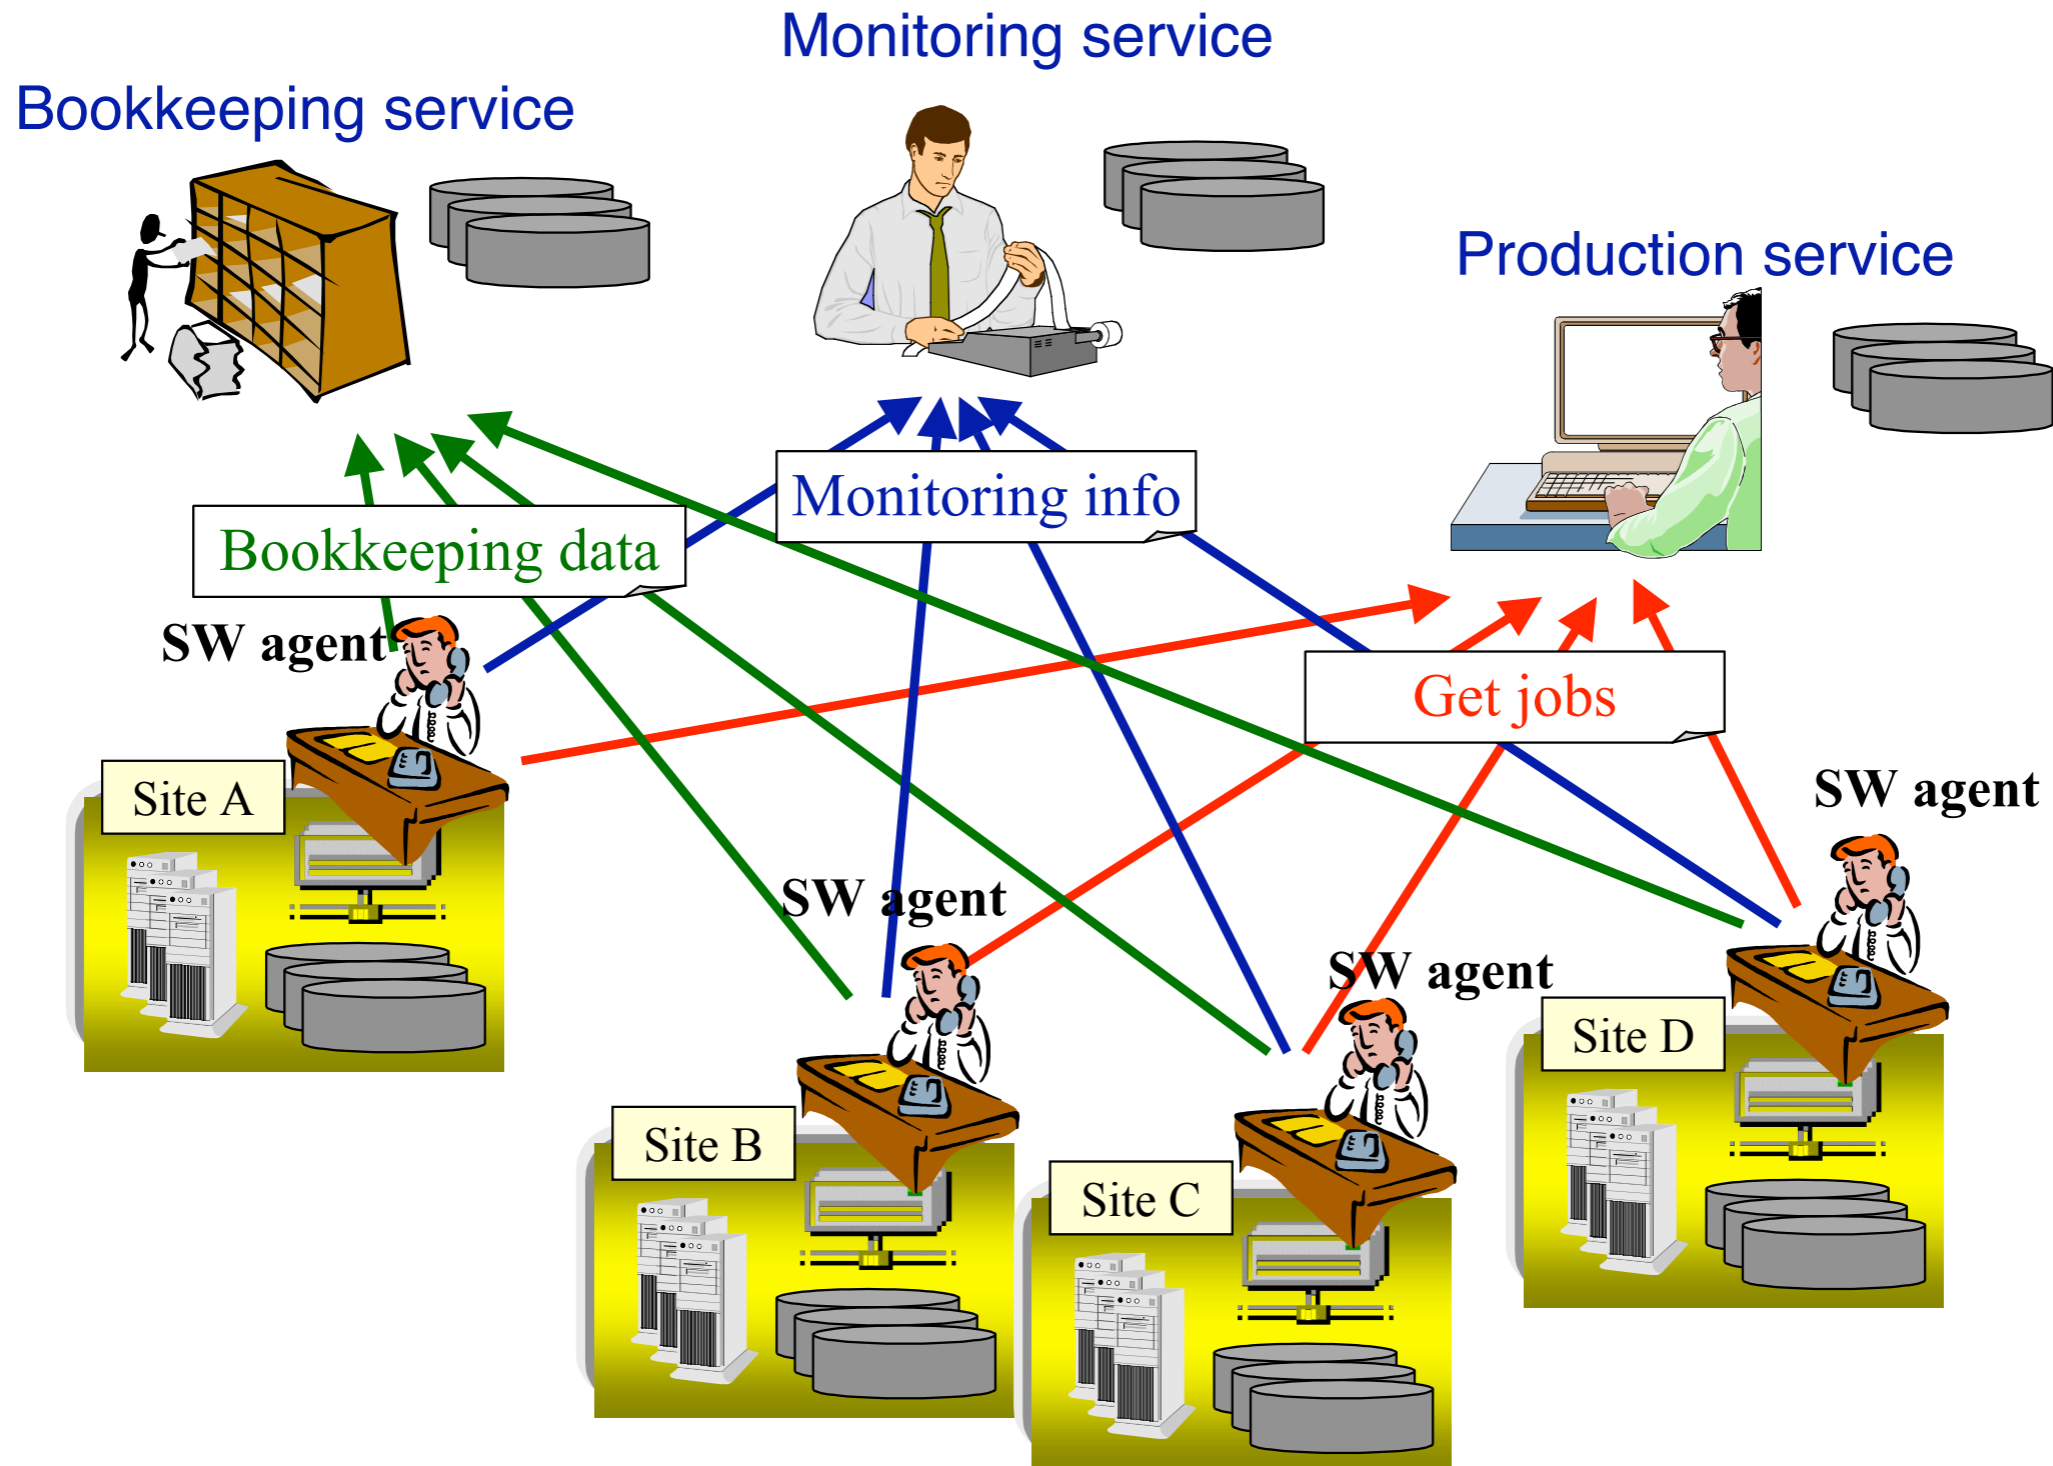 Monitoring service
Bookkeeping service
Production service
Monitoring info
Bookkeeping data
SW agent
Get jobs
Site A
SW agent
SW agent
SW agent
Site D
Site B
Site C